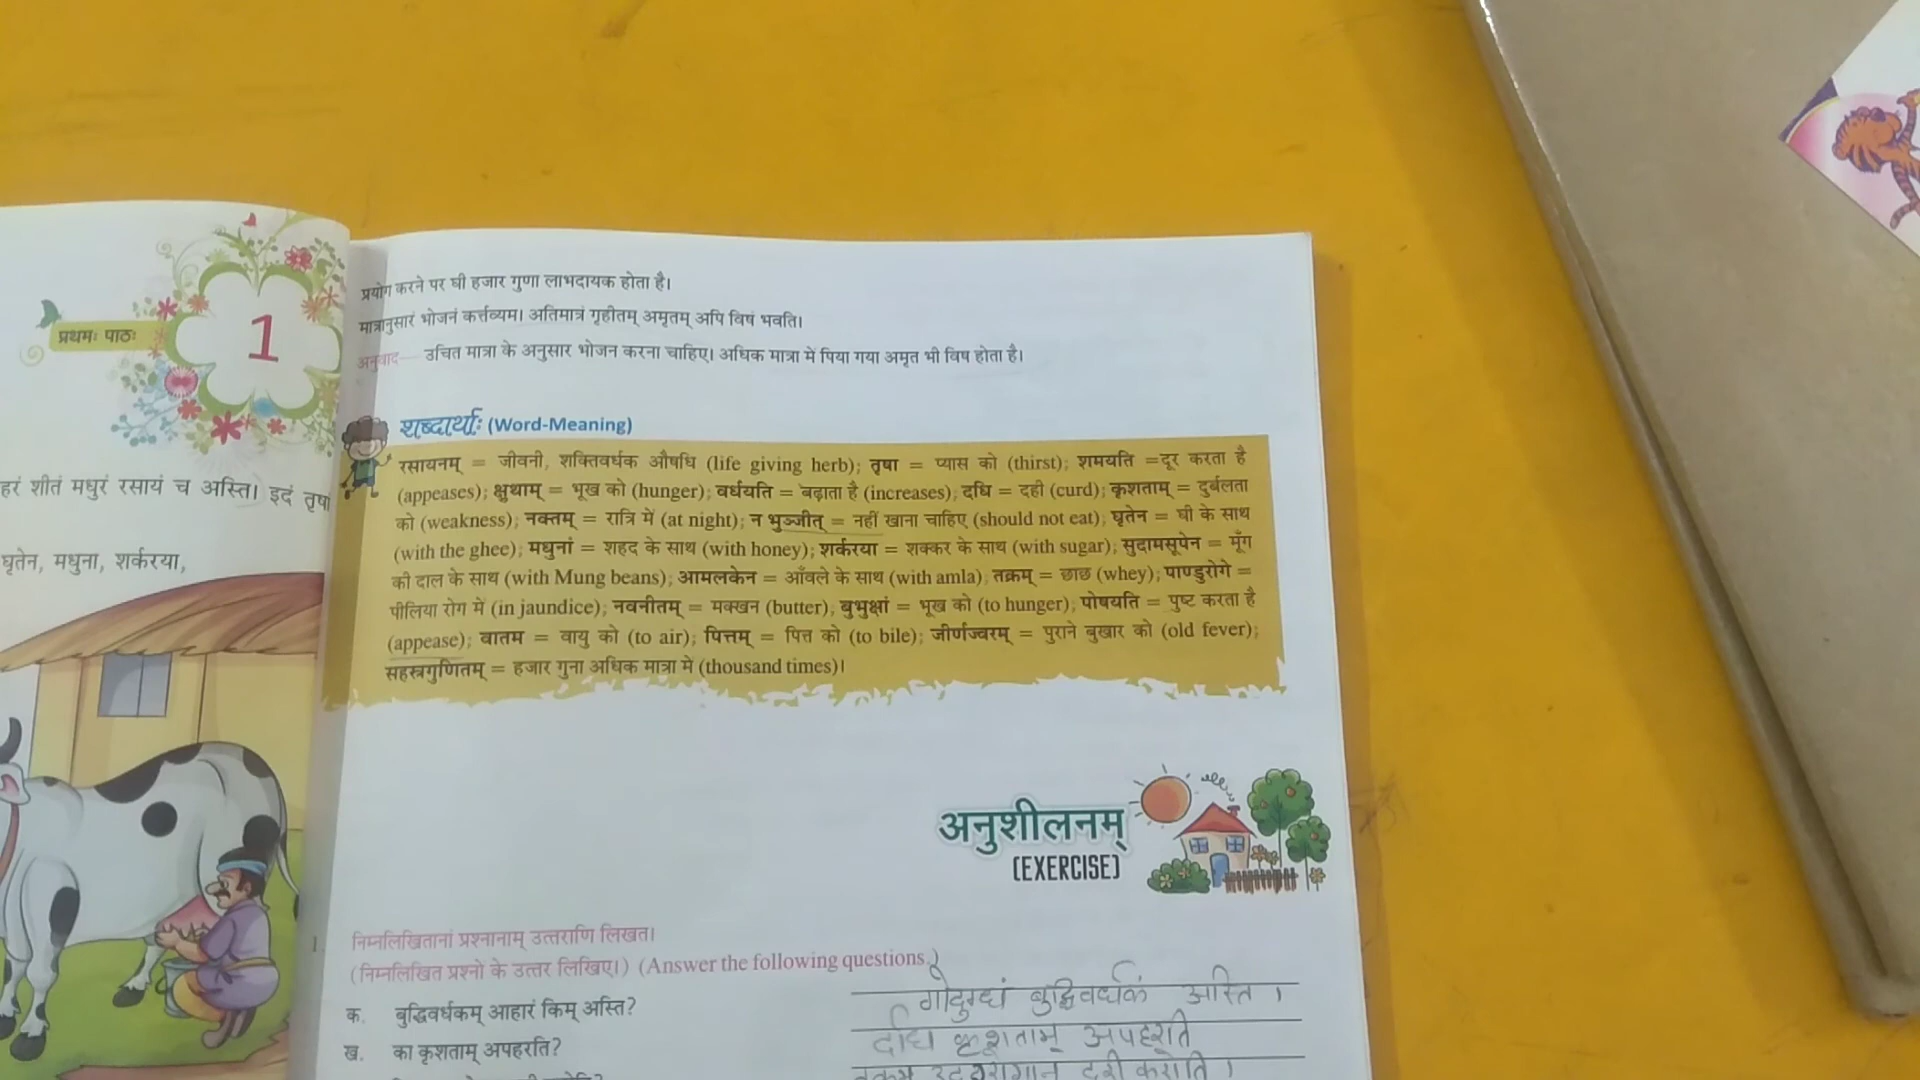 प्रथमः पाठः
1
हरं शीतं मधुरं रसायं च अस्ति। इदं तृषा
घृतेन, मधुना, शर्करया,
प्रयोग करने पर घी हजार गुणा लाभदायक होता है।
मात्रानुसारं भोजनं कर्त्तव्यम। अतिमात्रं गृहीतम् अमृतम् अपि विषं भवति।
अनुवाद— उचित मात्रा के अनुसार भोजन करना चाहिए। अधिक मात्रा में पिया गया अमृत भी विष होता है।
शब्दार्थाः (Word-Meaning)
रसायनम् = जीवनी, शक्तिवर्धक औषधि (life giving herb); तृषा = प्यास को (thirst); शमयति =दूर करता है
(appeases); क्षुथाम् = भूख को (hunger); वर्धयति = बढ़ाता है (increases); दधि = दही (curd); कृशताम् = दुर्बलता
को (weakness); नक्तम् = रात्रि में (at night); न भुञ्जीत् = नहीं खाना चाहिए (should not eat); घृतेन = घी के साथ
(with the ghee); मधुनां = शहद के साथ (with honey); शर्करया = शक्कर के साथ (with sugar); सुदामसूपेन = मूँग
की दाल के साथ (with Mung beans); आमलकेन = आँवले के साथ (with amla); तक्रम् = छाछ (whey); पाण्डुरोगे =
पीलिया रोग में (in jaundice); नवनीतम् = मक्खन (butter); बुभुक्षां = भूख को (to hunger); पोषयति = पुष्ट करता है
(appease); वातम = वायु को (to air); पित्तम् = पित्त को (to bile); जीर्णज्वरम् = पुराने बुखार को (old fever);
सहस्त्रगुणितम् = हजार गुना अधिक मात्रा में (thousand times)।
अनुशीलनम्
(EXERCISE)
1. निम्नलिखितानां प्रश्नानाम् उत्तराणि लिखत।
(निम्नलिखित प्रश्नो के उत्तर लिखिए।) (Answer the following questions.)
क. बुद्धिवर्धकम् आहारं किम् अस्ति? गोदुग्धं बुद्धिवर्धकं अस्ति ।
ख. का कृशताम् अपहरति? दधि कृशताम् अपहरति